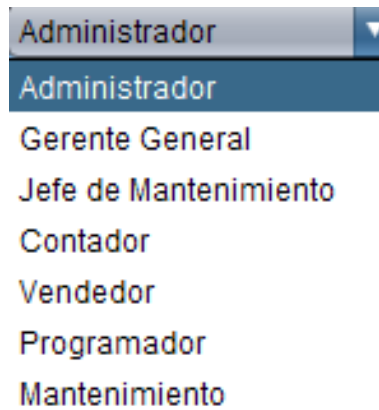 Administrador
Administrador
Gerente General
Jefe de Mantenimiento
Contador
Vendedor
Programador
Mantenimiento